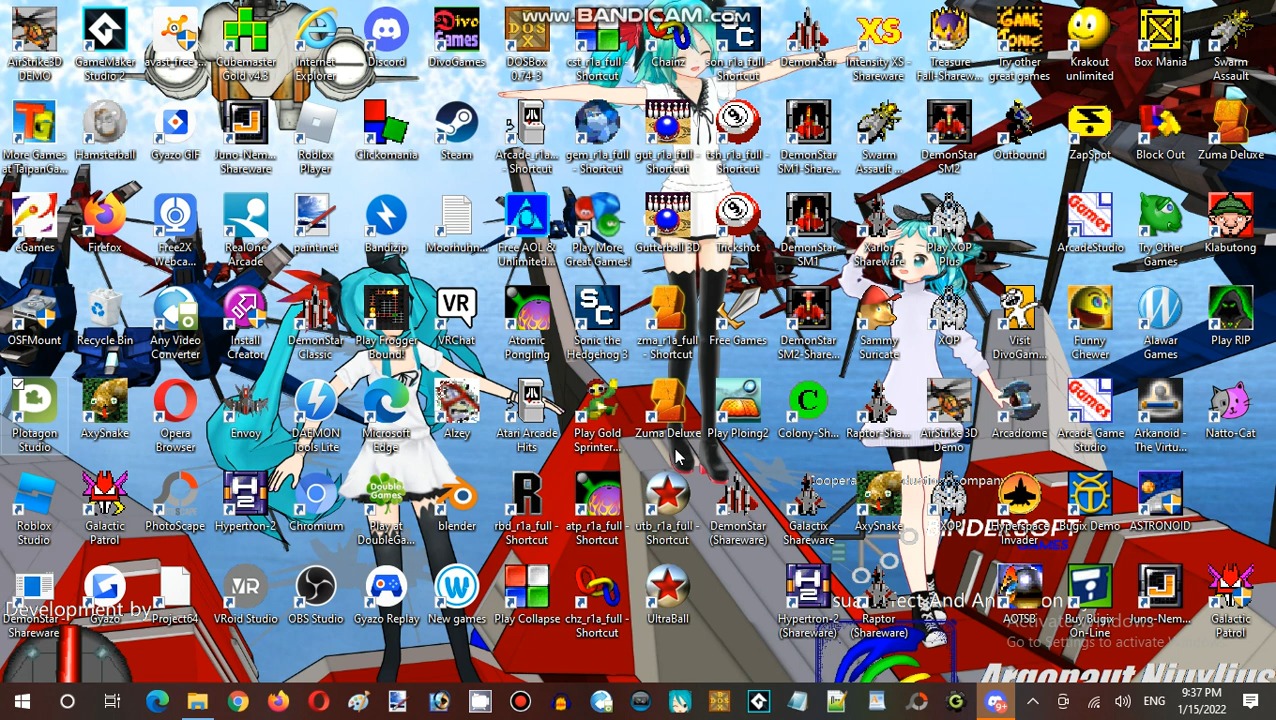 www.BANDICAM.com
AirStrike3D DEMO
GameMaker Studio 2
avast_free_...
Cubemaster Gold v4.3
Internet Explorer
Discord
DivoGames
DOSBox 0.74-3
cst_r1a_full - Shortcut
Chainz
son_r1a_full - Shortcut
DemonStar
Intensity XS - Shareware
Treasure Fall-Sharew...
Try other great games
Krakout unlimited
Box Mania
Swarm Assault
More Games at TaipanGa...
Hamsterball
Gyazo GIF
Juno-Nem... Shareware
Roblox Player
Clickomania
Steam
Arcade_r1a... - Shortcut
gem_r1a_full - Shortcut
gut_r1a_full - Shortcut
tsh_r1a_full - Shortcut
DemonStar SM1-Share...
Swarm Assault ...
DemonStar SM2
Outbound
ZapSpot
Block Out
Zuma Deluxe
eGames
Firefox
Free2X Webca...
RealOne Arcade
paint.net
Bandizip
Moorhuhn...
Free AOL & Unlimited...
Play More Great Games!
Gutterball 3D
Trickshot
DemonStar SM1
Xarlor Shareware
Play XOP Plus
ArcadeStudio
Try Other Games
Klabutong
OSFMount
Recycle Bin
Any Video Converter
Install Creator
DemonStar Classic
Play Frogger Bound!
VRChat
Atomic Pongling
Sonic the Hedgehog 3
zma_r1a_full - Shortcut
Free Games
DemonStar SM2-Share...
Sammy Suricate
XOP
Visit DivoGam...
Funny Chewer
Alawar Games
Play RIP
Plotagon Studio
AxySnake
Opera Browser
Envoy
DAEMON Tools Lite
Microsoft Edge
Alzey
Atari Arcade Hits
Play Gold Sprinter...
Zuma Deluxe
Play Ploing2
Colony-Sh...
Raptor-Sha...
AirStrike 3D Demo
Arcadrome
Arcade Game Studio
Arkanoid - The Virtu...
Natto-Cat
Roblox Studio
Galactic Patrol
PhotoScape
Hypertron-2
Chromium
Play at DoubleGa...
blender
rbd_r1a_full - Shortcut
atp_r1a_full - Shortcut
utb_r1a_full - Shortcut
DemonStar (Shareware)
Galactix Shareware
AxySnake
XOP
Hyperspace Invader
Bugix Demo
ASTRONOID
DemonStar Shareware
Gyazo
Project64
VRoid Studio
OBS Studio
Gyazo Replay
New games
Play Collapse
chz_r1a_full - Shortcut
UltraBall
Hypertron-2 (Shareware)
Raptor (Shareware)
AOTSB
Buy Bugix On-Line
Juno-Nem...
Galactic Patrol
Development by
Activate Windows
Go to Settings to activate Windows.
ENG
9:37 PM
1/15/2022